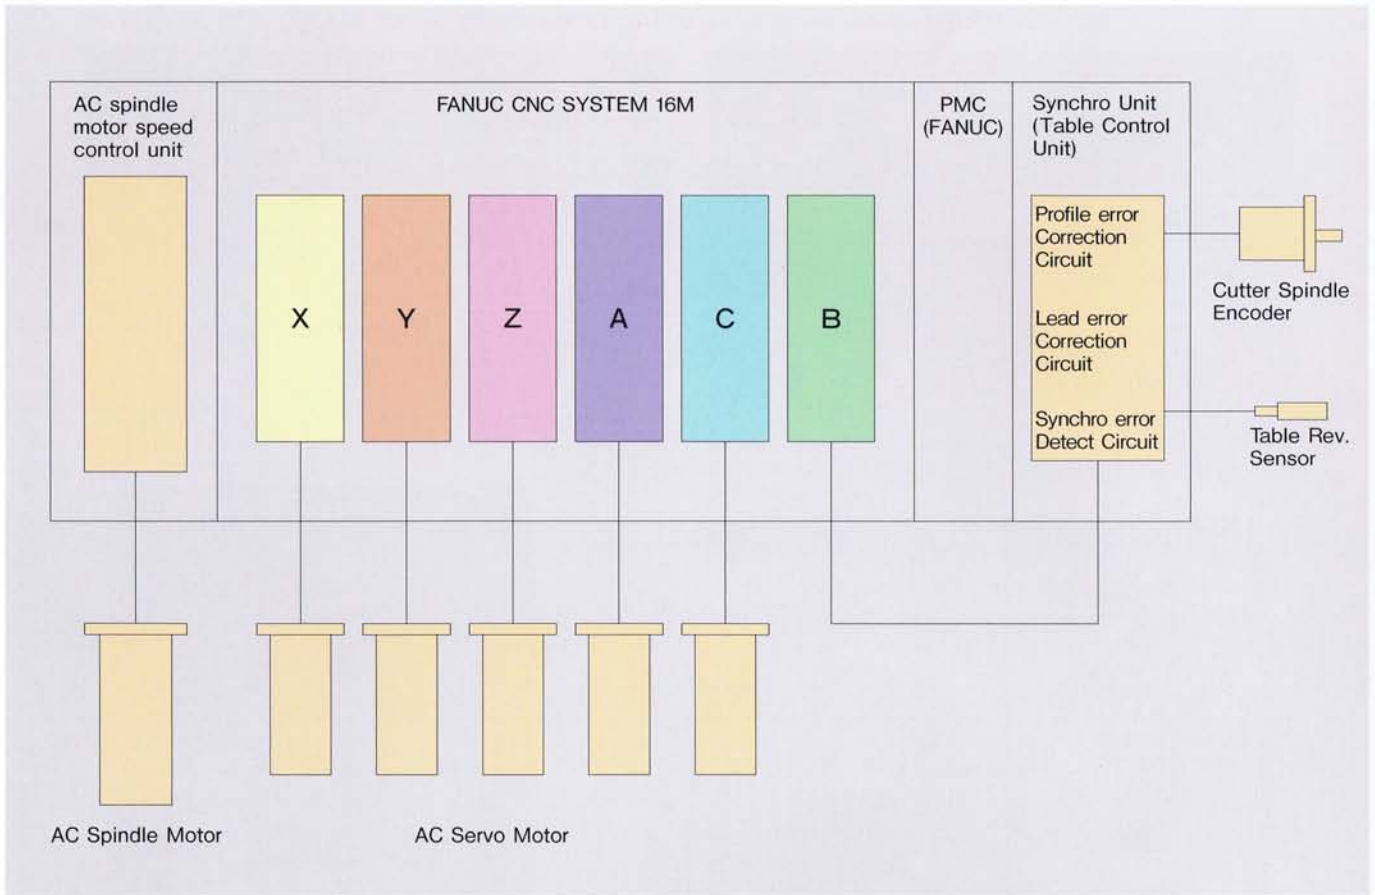 AC spindle
motor speed
control unit
FANUC CNC SYSTEM 16M
PMC
(FANUC)
Synchro Unit
(Table Control
Unit)
X
Y
Z
A
C
B
Profile error
Correction
Circuit
Lead error
Correction
Circuit
Synchro error
Detect Circuit
Cutter Spindle
Encoder
Table Rev.
Sensor
AC Spindle Motor
AC Servo Motor